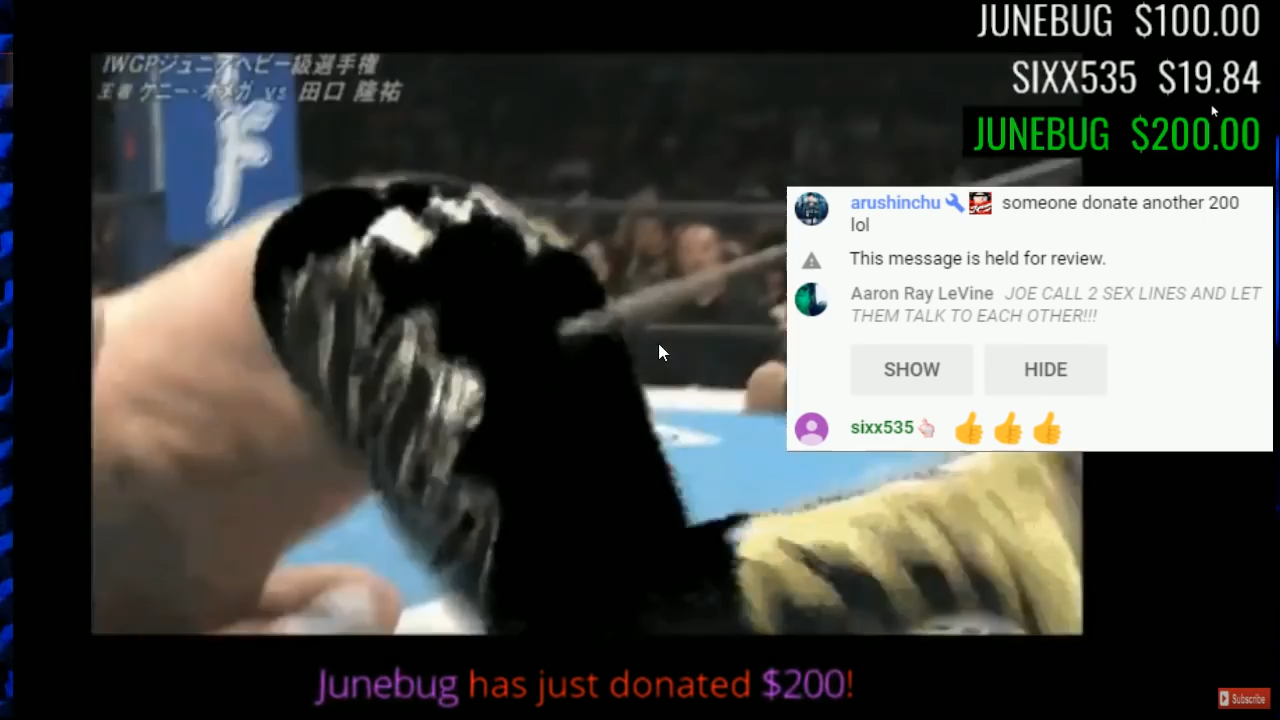 JUNEBUG $100.00
IWGPジュニアヘビー級選手権
SIXX535 $19.84
王者 ケニー・オメガ vs 田口 隆祐
JUNEBUG $200.00
arushinchu someone donate another 200
lol
This message is held for review.
Aaron Ray LeVine JOE CALL 2 SEX LINES AND LET
THEM TALK TO EACH OTHER!!!
SHOW HIDE
sixx535
Junebug has just donated $200!
Subscribe